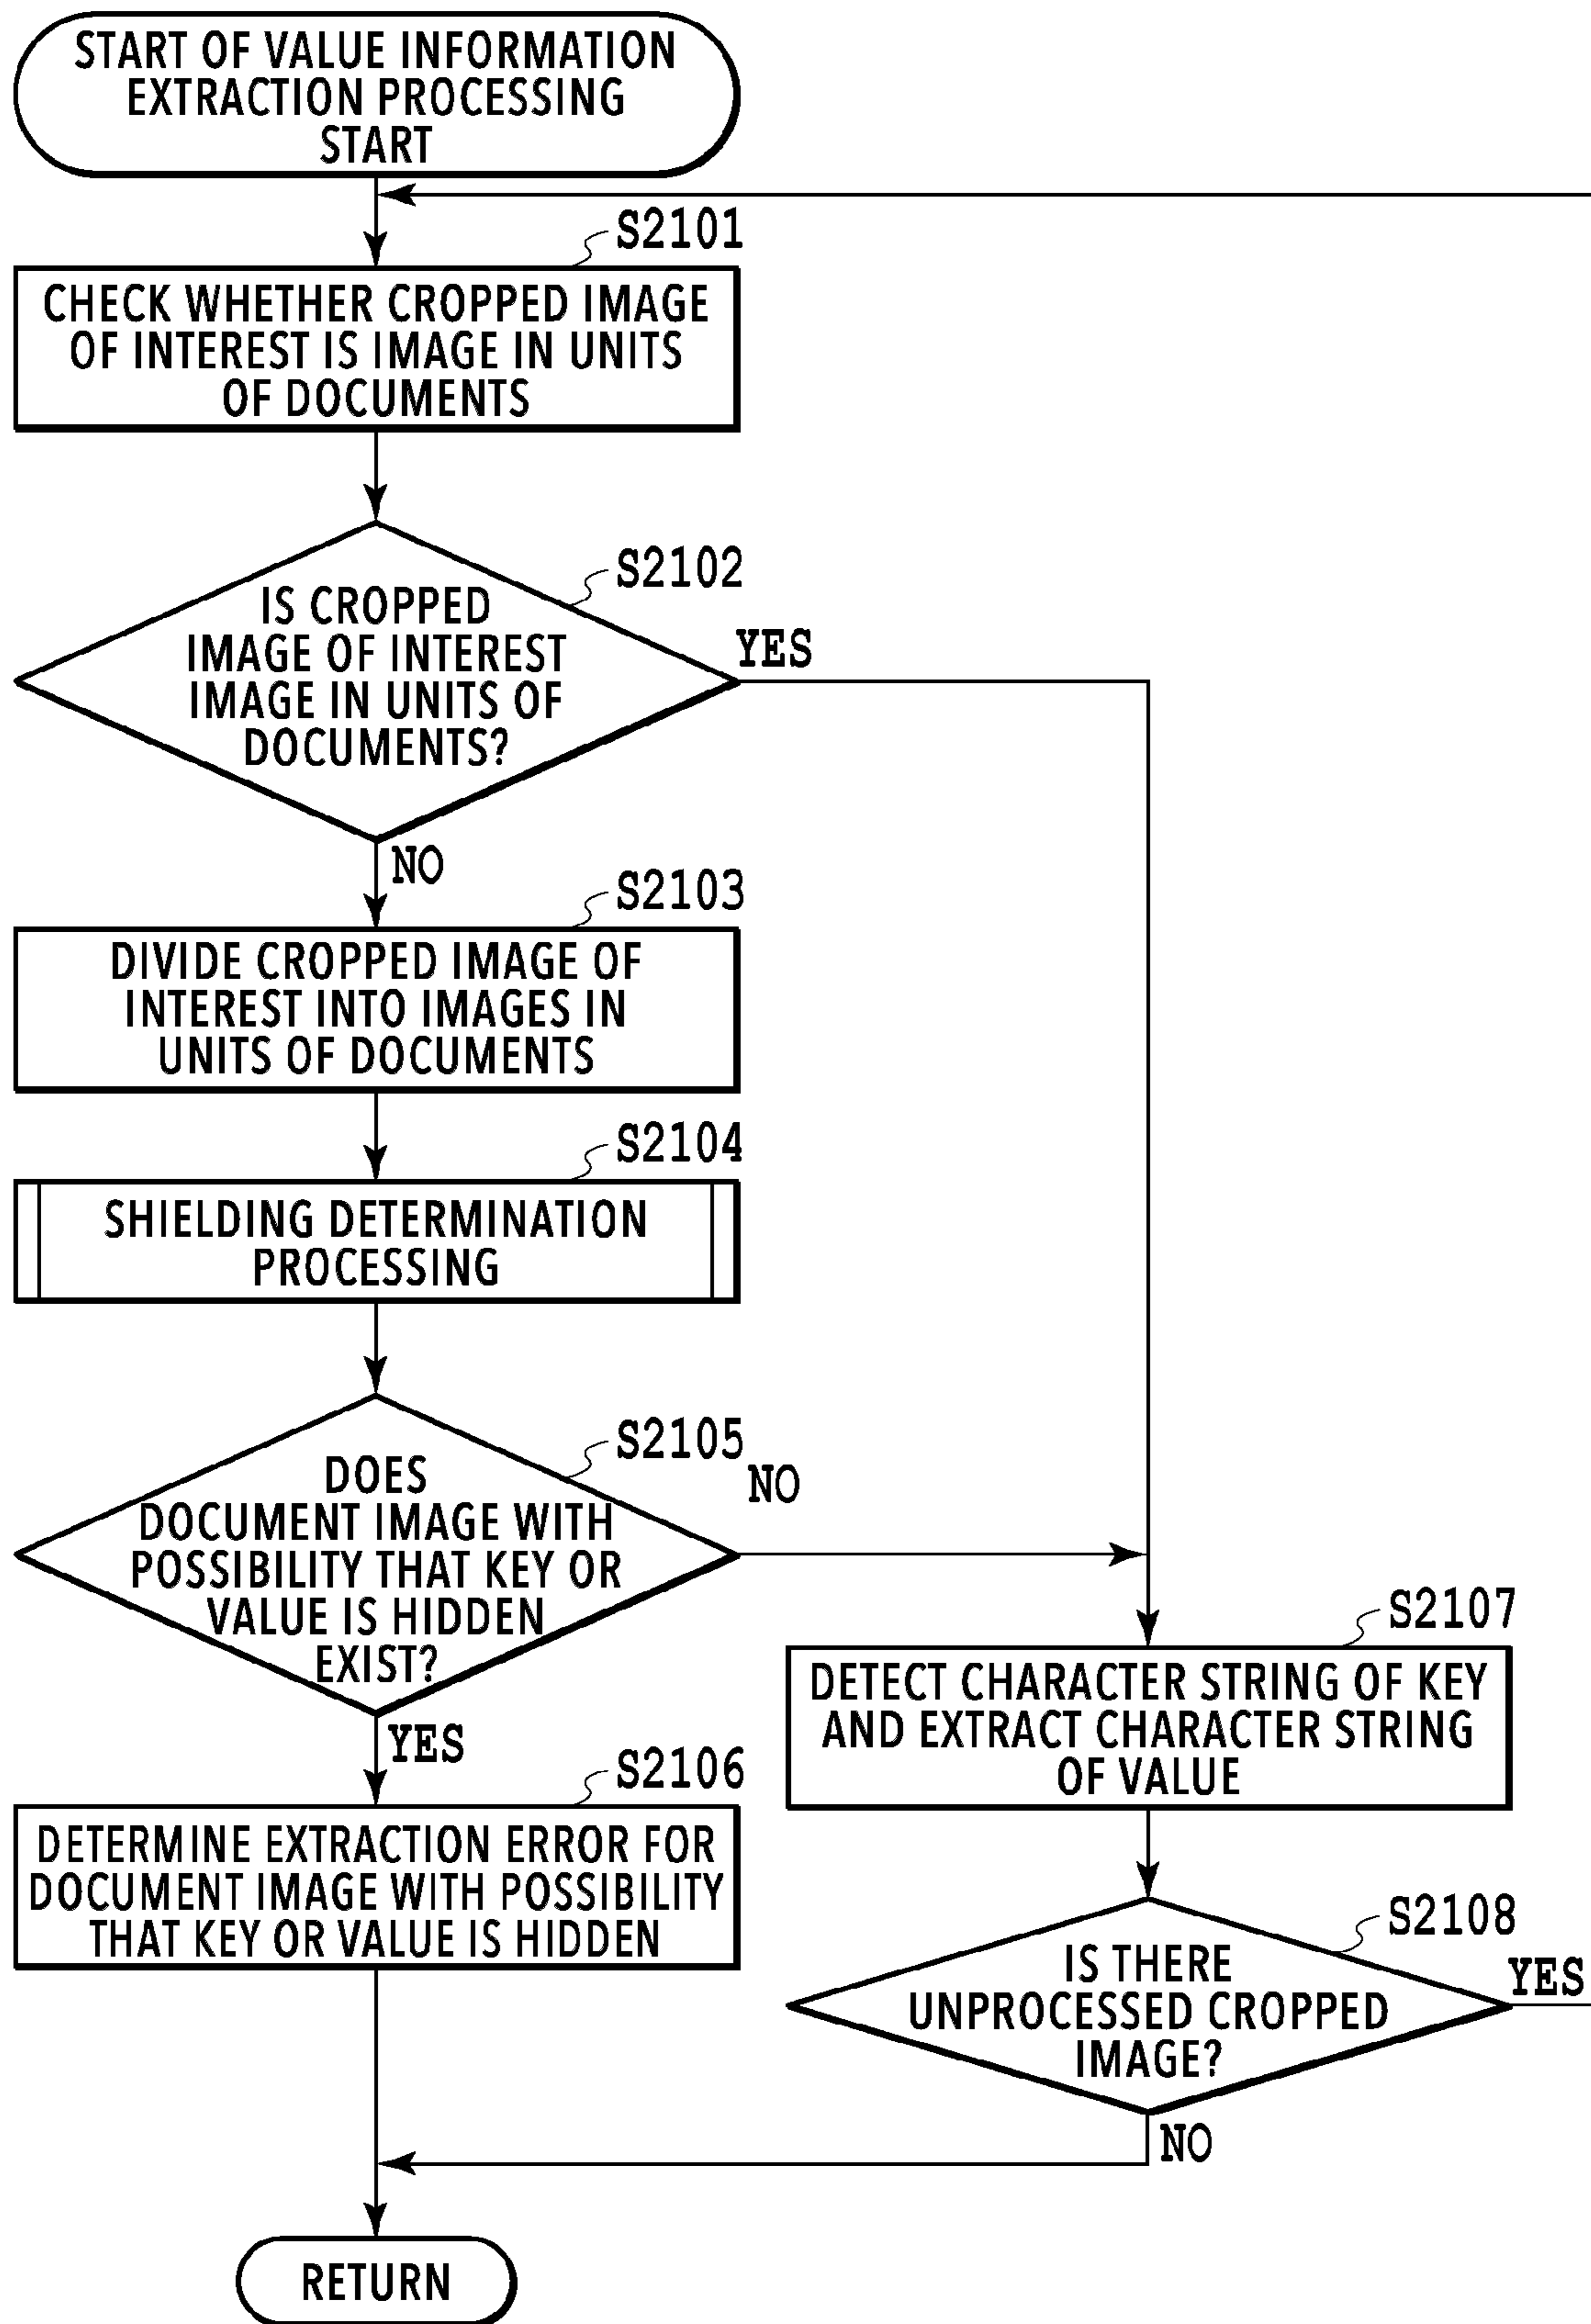 START OF VALUE INFORMATION
EXTRACTION PROCESSING
START
S2101
CHECK WHETHER CROPPED IMAGE
OF INTEREST IS IMAGE IN UNITS
OF DOCUMENTS
S2102
IS CROPPED
IMAGE OF INTEREST
IMAGE IN UNITS OF
DOCUMENTS?
YES
NO
S2103
DIVIDE CROPPED IMAGE OF
INTEREST INTO IMAGES IN
UNITS OF DOCUMENTS
S2104
SHIELDING DETERMINATION
PROCESSING
S2105
DOES
DOCUMENT IMAGE WITH
POSSIBILITY THAT KEY OR
VALUE IS HIDDEN
EXIST?
NO
YES
S2106
DETERMINE EXTRACTION ERROR FOR
DOCUMENT IMAGE WITH POSSIBILITY
THAT KEY OR VALUE IS HIDDEN
S2107
DETECT CHARACTER STRING OF KEY
AND EXTRACT CHARACTER STRING
OF VALUE
S2108
IS THERE
UNPROCESSED CROPPED
IMAGE?
YES
NO
RETURN